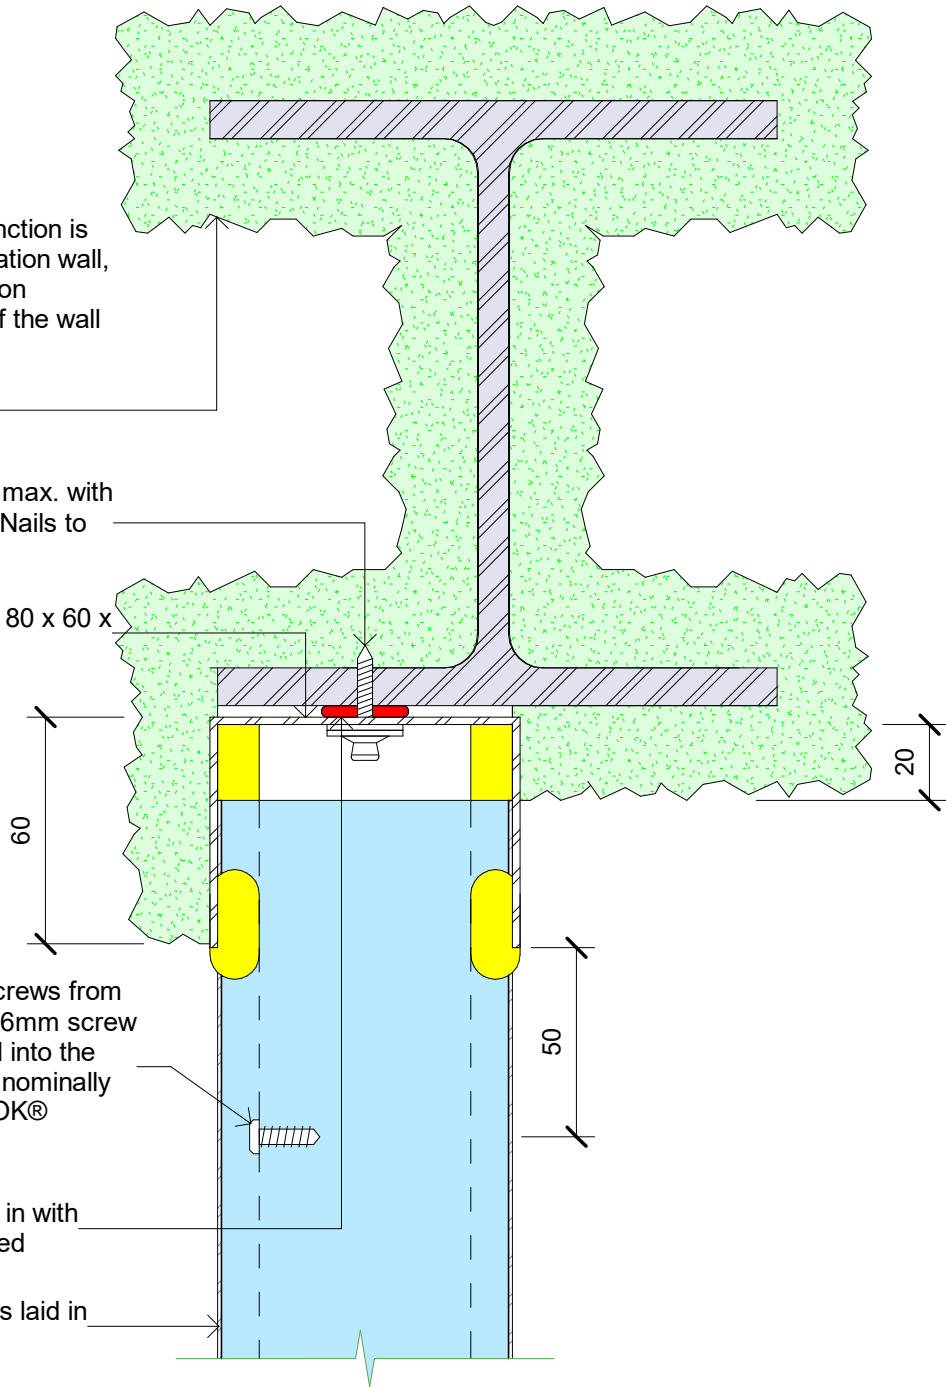 nction is
ation wall,
on
f the wall
max. with
Nails to
80 x 60 x
20
60
crews from
6mm screw
l into the
nominally
OK®
50
in with
ed
s laid in